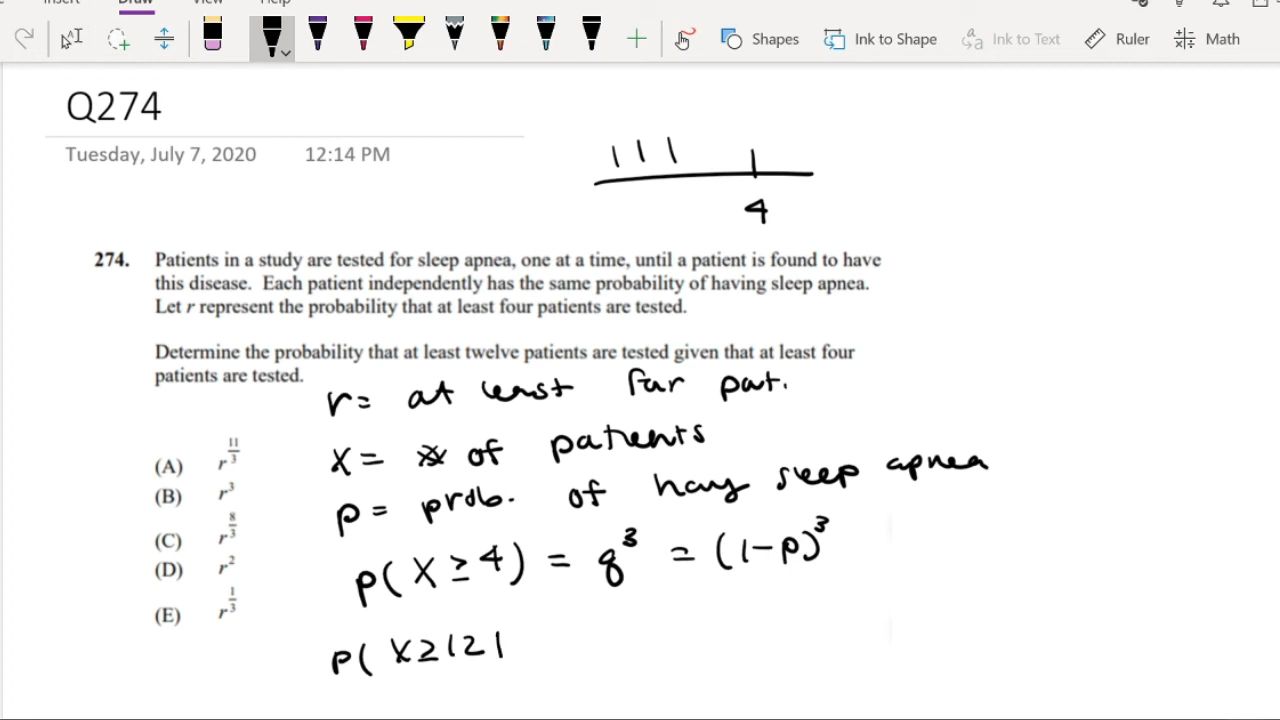 Insert Draw View Help
Shapes Ink to Shape Ink to Text Ruler Math
Q274
Tuesday, July 7, 2020 12:14 PM
4
274. Patients in a study are tested for sleep apnea, one at a time, until a patient is found to have
this disease. Each patient independently has the same probability of having sleep apnea.
Let r represent the probability that at least four patients are tested.
Determine the probability that at least twelve patients are tested given that at least four
patients are tested.
r = at least four pat.
X = # of patients
p = prob. of havg sleep apnea
(A) r^(11/3)
(B) r^3
(C) r^(8/3)
(D) r^2
(E) r^(1/3)
P(X ≥ 4) = q^3 = (1-p)^3
P(X ≥ 12 |